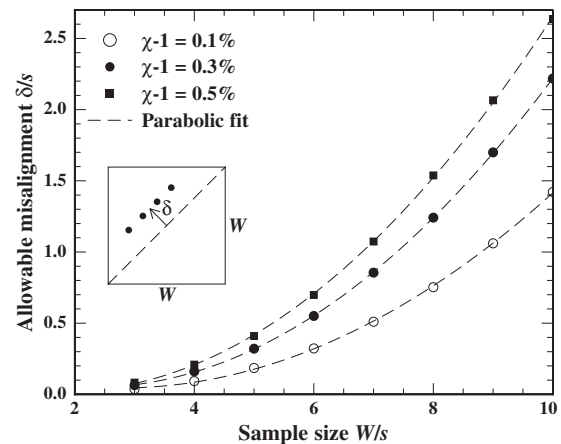 2.5
2.0
1.5
1.0
0.5
0.0
Allowable misalignment δ/s
χ-1 = 0.1%
χ-1 = 0.3%
χ-1 = 0.5%
Parabolic fit
δ
W
W
2 4 6 8 10
Sample size W/s